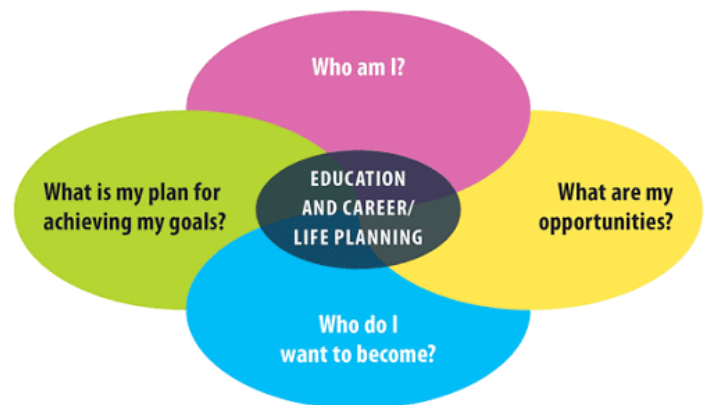 Who am I?
What is my plan for
achieving my goals?
EDUCATION
AND CAREER/
LIFE PLANNING
What are my
opportunities?
Who do I
want to become?